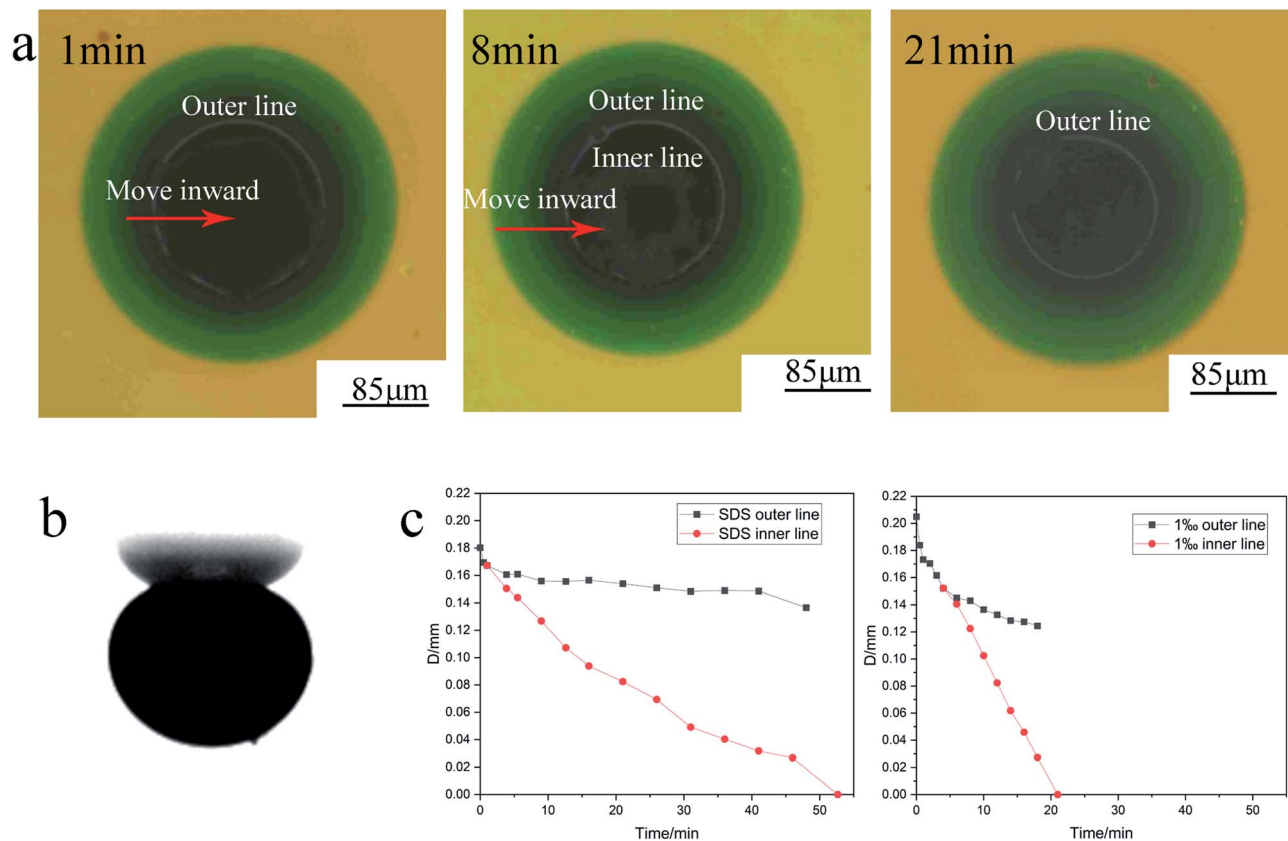 a
1min
Outer line
Move inward
85μm
8min
Outer line
Inner line
Move inward
85μm
21min
Outer line
85μm
b
c
SDS outer line
SDS inner line
D/mm
0.22
0.20
0.18
0.16
0.14
0.12
0.10
0.08
0.06
0.04
0.02
0.00
0 10 20 30 40 50
Time/min
1‰ outer line
1‰ inner line
D/mm
0.22
0.20
0.18
0.16
0.14
0.12
0.10
0.08
0.06
0.04
0.02
0.00
0 10 20 30 40 50
Time/min